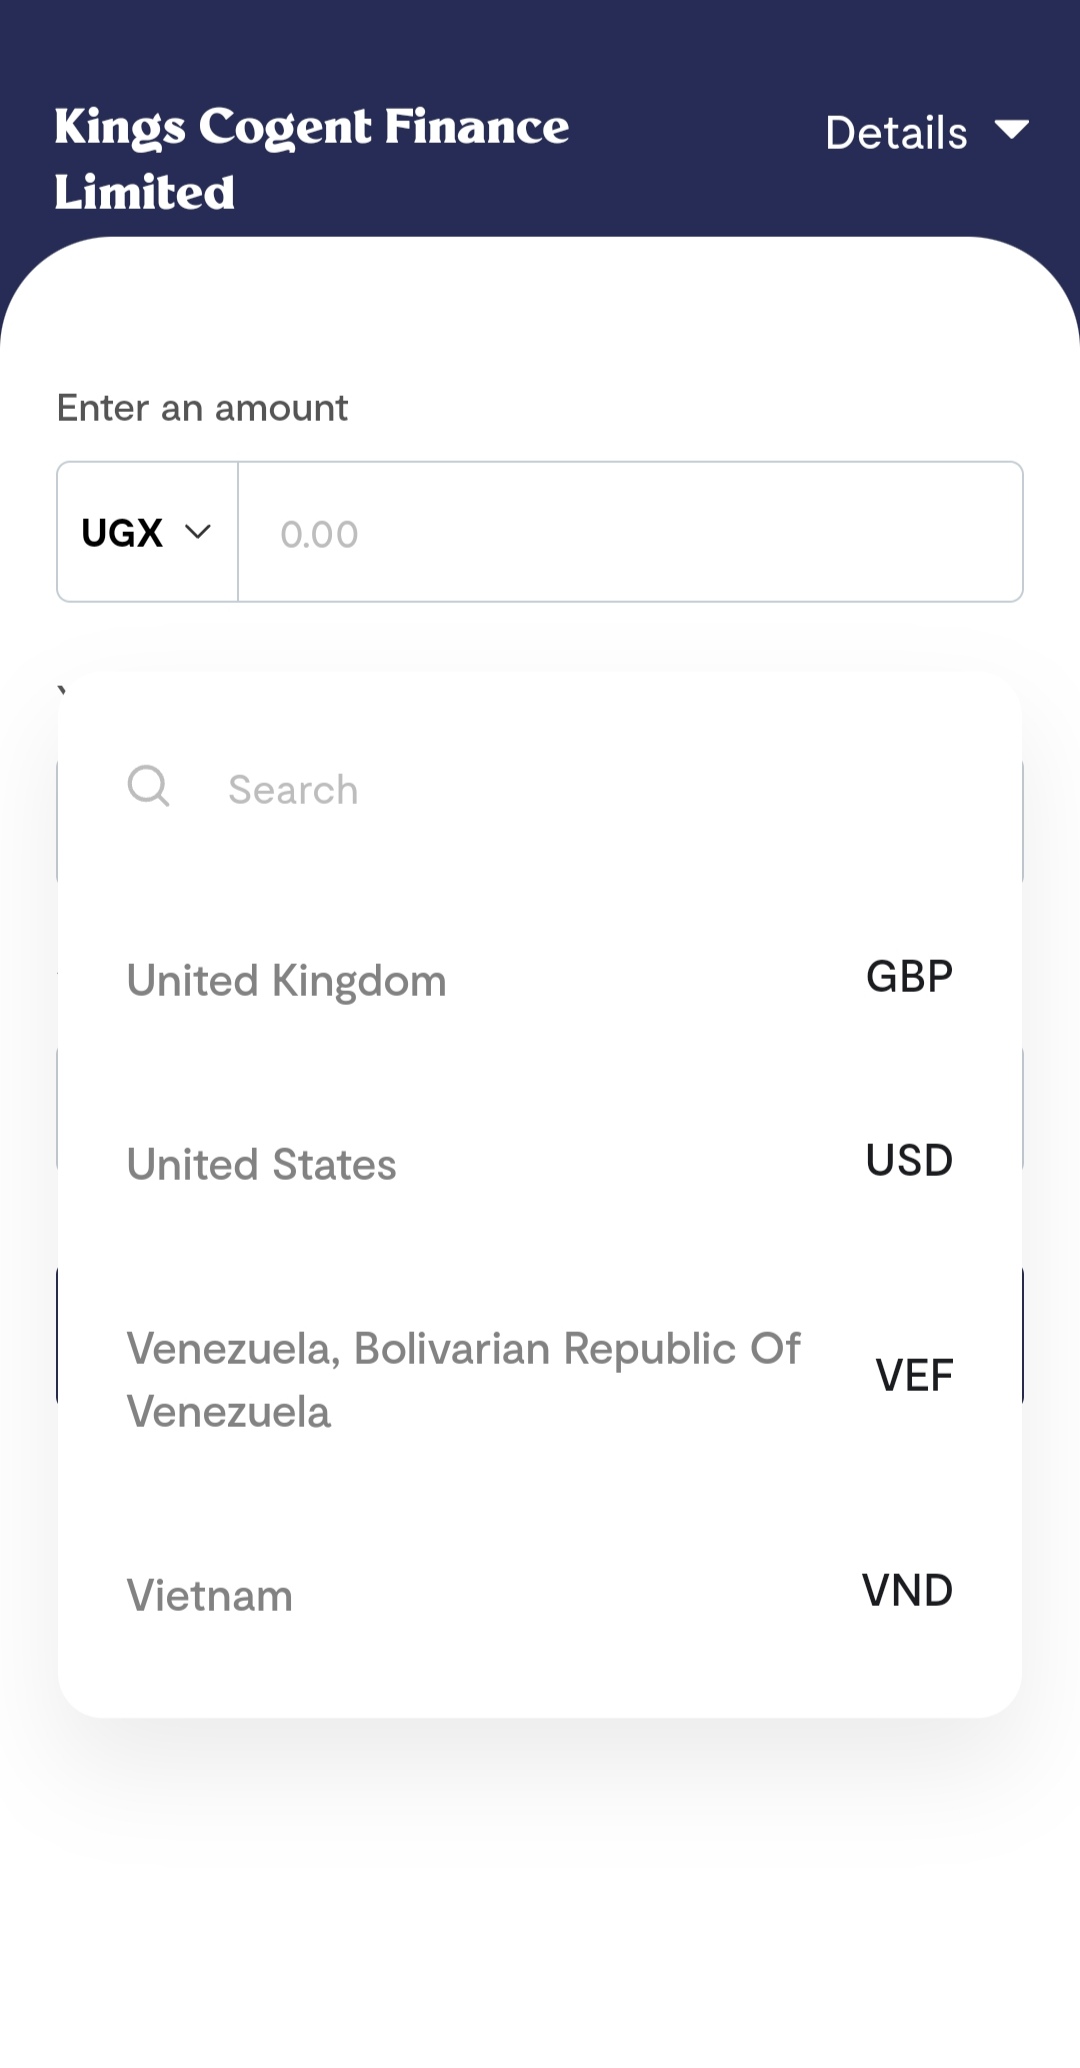 Kings Cogent Finance
Limited
Details
Enter an amount
UGX
0.00
Search
United Kingdom GBP
United States USD
Venezuela, Bolivarian Republic Of
Venezuela
VEF
Vietnam VND